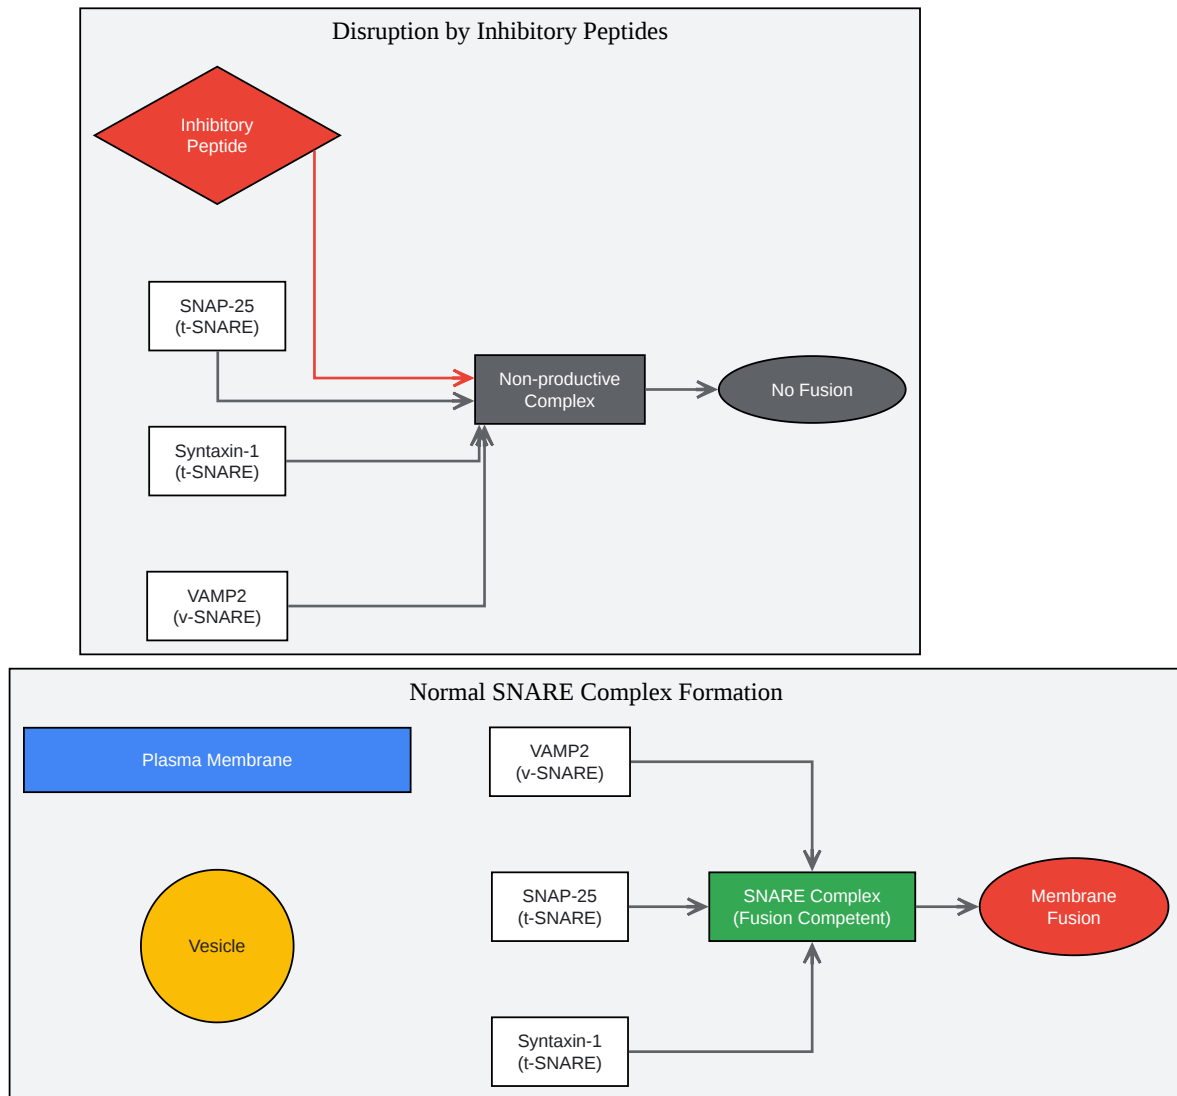 Disruption by Inhibitory Peptides
Inhibitory
Peptide
SNAP-25
(t-SNARE)
Non-productive
Complex
No Fusion
Syntaxin-1
(t-SNARE)
VAMP2
(v-SNARE)
Normal SNARE Complex Formation
Plasma Membrane
VAMP2
(v-SNARE)
Vesicle
SNAP-25
(t-SNARE)
SNARE Complex
(Fusion Competent)
Membrane
Fusion
Syntaxin-1
(t-SNARE)